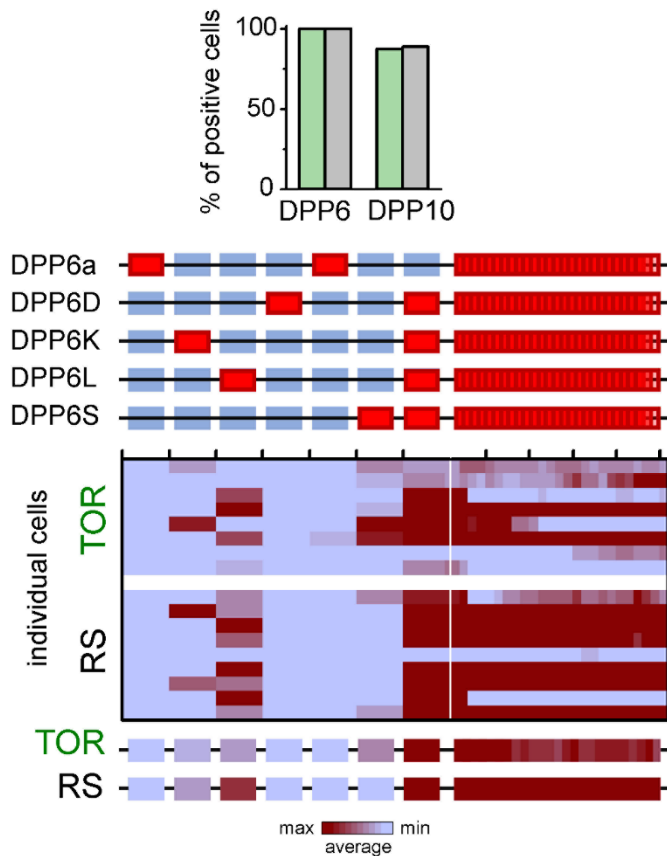 % of positive cells
100
50
0
DPP6 DPP10
DPP6a
DPP6D
DPP6K
DPP6L
DPP6S
individual cells
TOR
RS
TOR
RS
max min
average